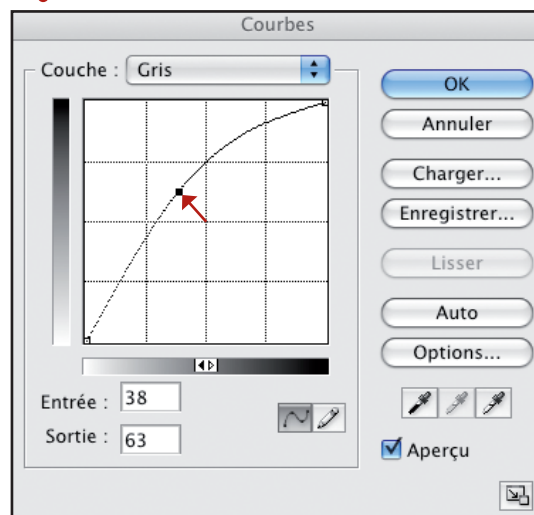 Courbes
Couche : Gris
OK
Annuler
Charger...
Enregistrer...
Lisser
Auto
Options...
Entrée : 38
Sortie : 63
Aperçu